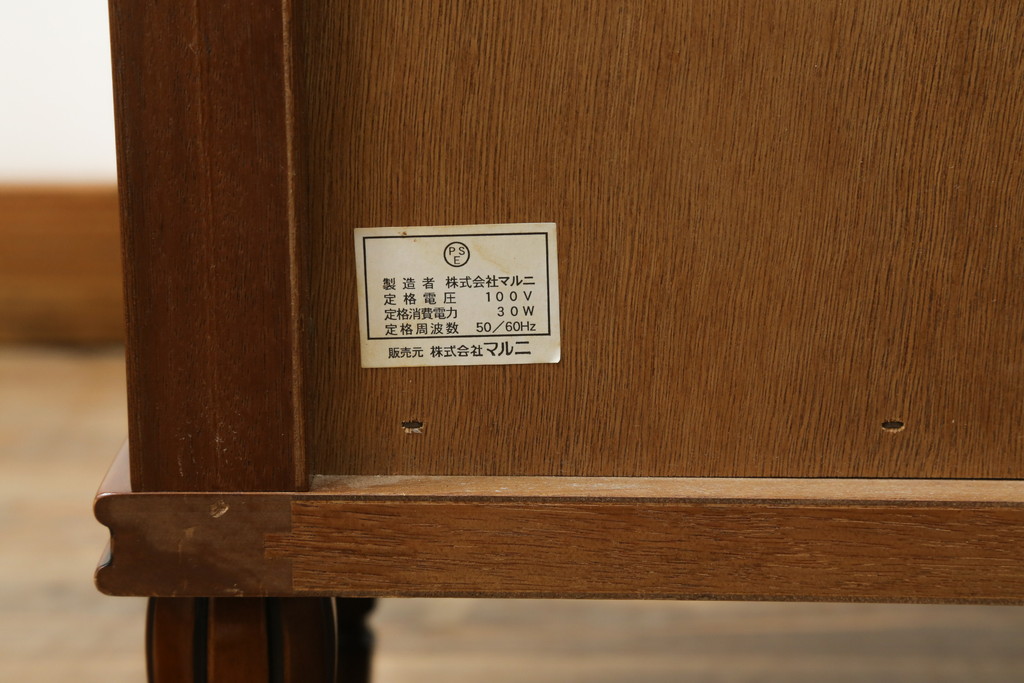 PSE
製造者 株式会社マルニ
定格電圧 100V
定格消費電力 30W
定格周波数 50/60Hz
販売元 株式会社マルニ